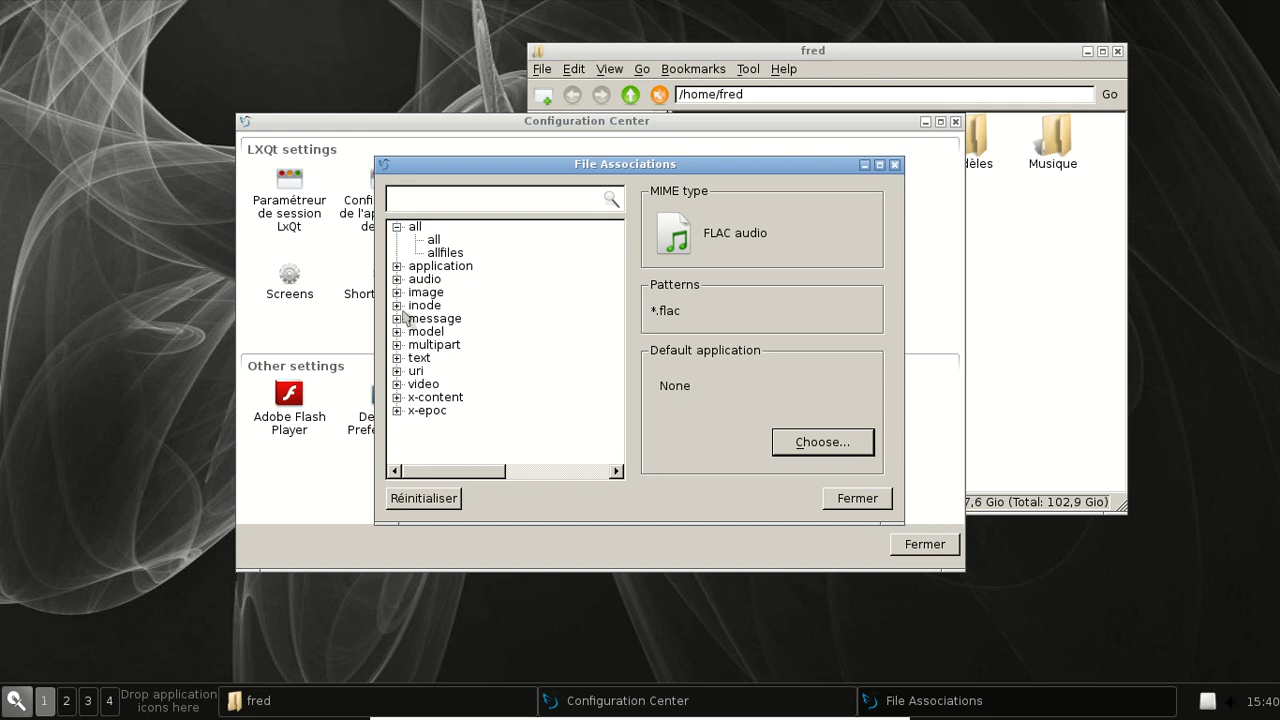 fred
File Edit View Go Bookmarks Tool Help
/home/fred
Go
Configuration Center
LXQt settings
Paramétreur
de session
LxQt
Screens
Musique
File Associations
all
all
allfiles
application
audio
image
inode
message
model
multipart
text
uri
video
x-content
x-epoc
Réinitialiser
MIME type
FLAC audio
Patterns
*.flac
Default application
None
Choose...
Fermer
Other settings
Adobe Flash
Player
7,6 Gio (Total: 102,9 Gio)
Fermer
1 2 3 4
Drop application
icons here
fred
Configuration Center
File Associations
15:40